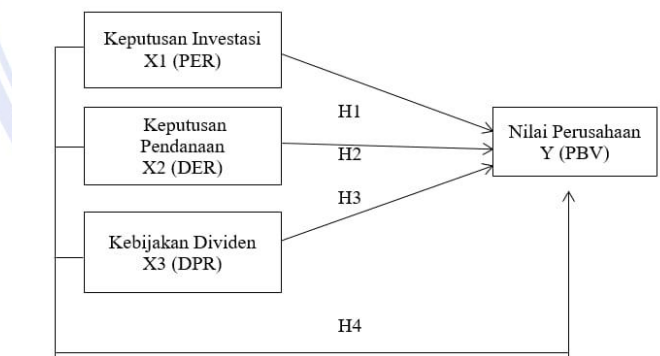 Keputusan Investasi
X1 (PER)
H1
Keputusan
Pendanaan
X2 (DER)
H2
Nilai Perusahaan
Y (PBV)
H3
Kebijakan Dividen
X3 (DPR)
H4